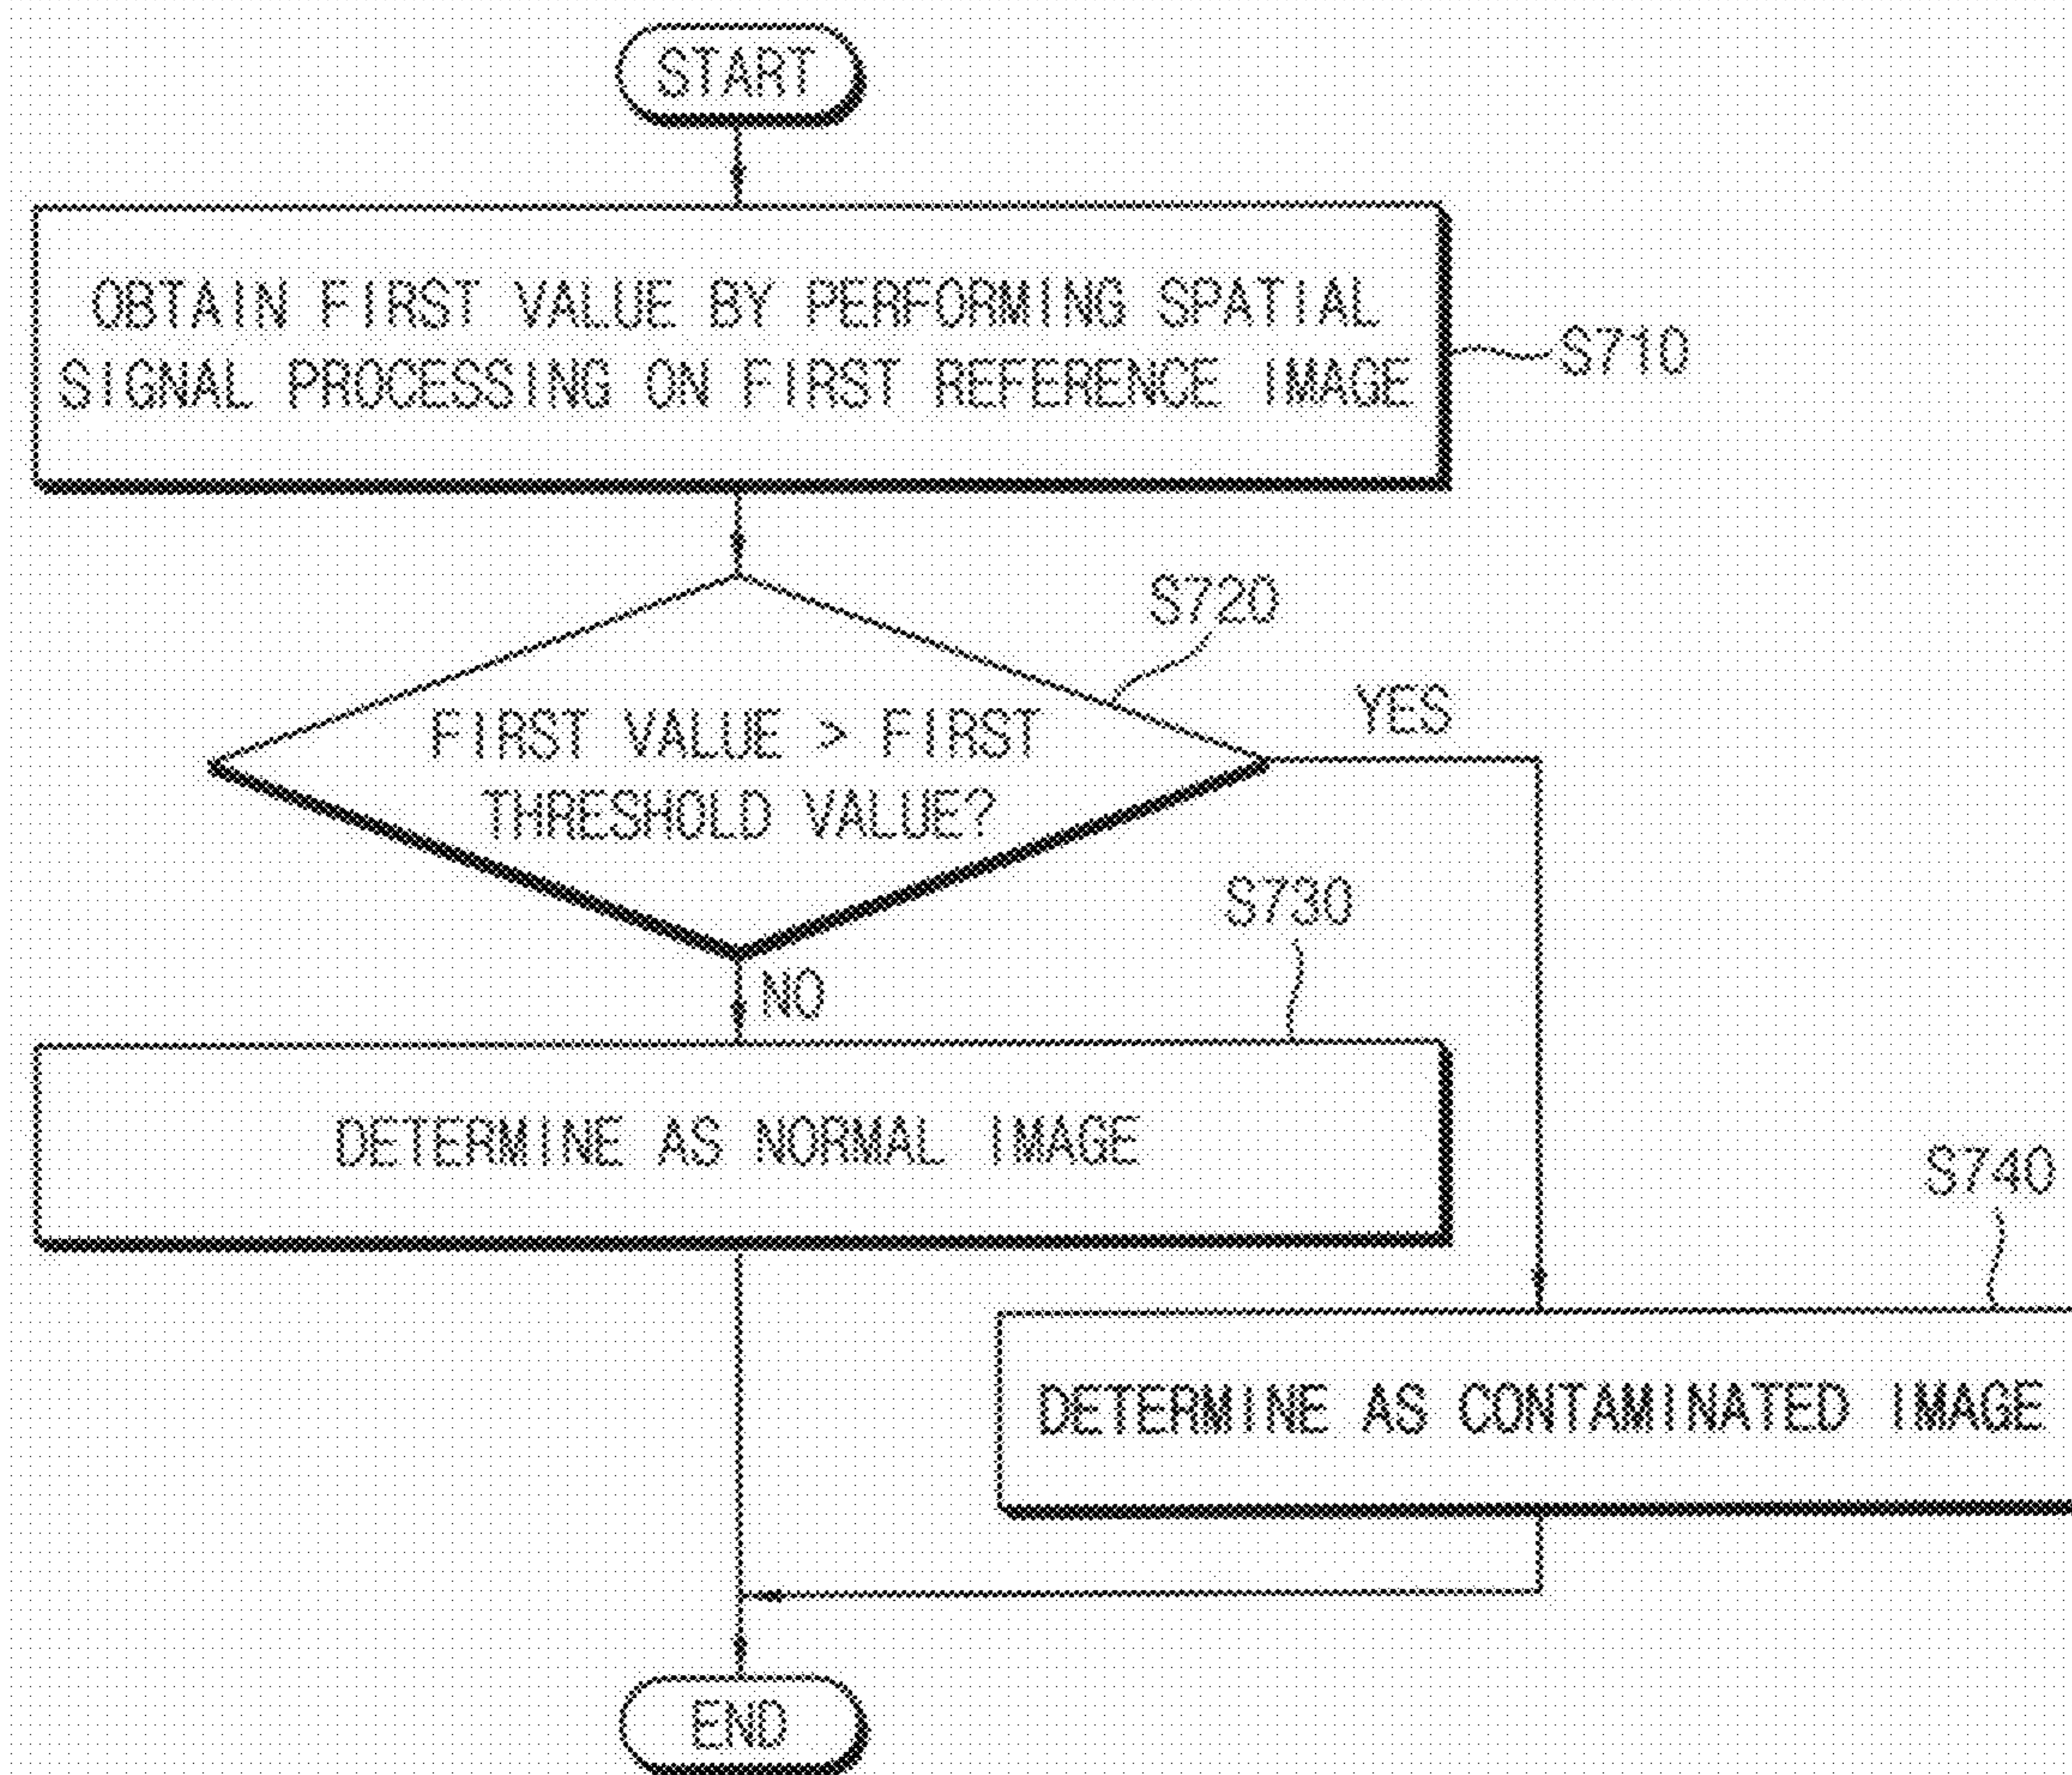 START
OBTAIN FIRST VALUE BY PERFORMING SPATIAL
SIGNAL PROCESSING ON FIRST REFERENCE IMAGE
S710
S720
FIRST VALUE > FIRST
THRESHOLD VALUE?
YES
NO
S730
DETERMINE AS NORMAL IMAGE
S740
DETERMINE AS CONTAMINATED IMAGE
END